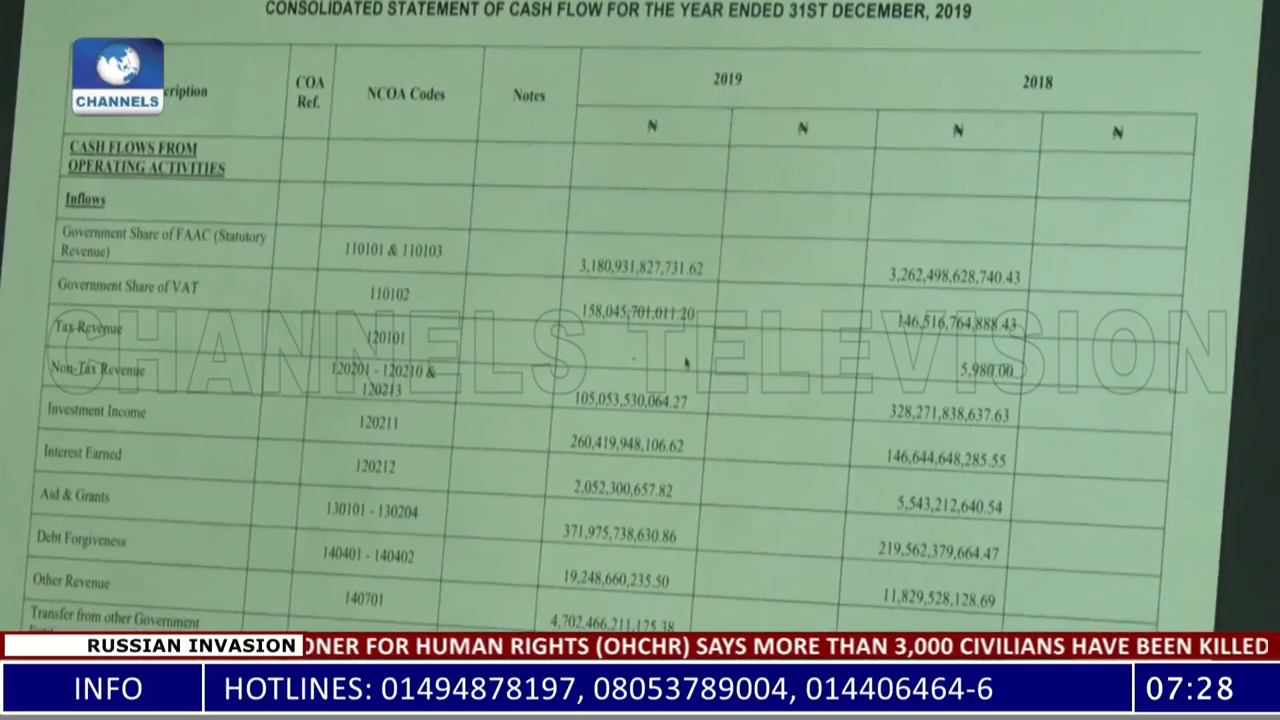 CONSOLIDATED STATEMENT OF CASH FLOW FOR THE YEAR ENDED 31ST DECEMBER, 2019
CHANNELS
cription
COA
Ref.
NCOA Codes
Notes
2019
2018
₦ ₦ ₦ ₦
CASH FLOWS FROM
OPERATING ACTIVITIES
Inflows
Government Share of FAAC (Statutory
Revenue)
110101 & 110103
3,180,931,827,731.62
3,262,498,628,740.43
Government Share of VAT
110102
158,045,701,011.20
146,516,764,888.43
Tax Revenue
120101
-
5,980.00
Non-Tax Revenue
120201 - 120210 &
120213
105,053,530,064.27
328,271,838,637.63
Investment Income
120211
260,419,948,106.62
146,644,648,285.55
Interest Earned
120212
2,052,300,657.82
5,543,212,640.54
Aid & Grants
130101 - 130204
371,975,738,630.86
219,562,379,664.47
Debt Forgiveness
140401 - 140402
19,248,660,235.50
11,829,528,128.69
Other Revenue
140701
4,702,466,211,175.38
Transfer from other Government
CHANNELS TELEVISION
RUSSIAN INVASION
ONER FOR HUMAN RIGHTS (OHCHR) SAYS MORE THAN 3,000 CIVILIANS HAVE BEEN KILLED
INFO
HOTLINES: 01494878197, 08053789004, 014406464-6
07:28